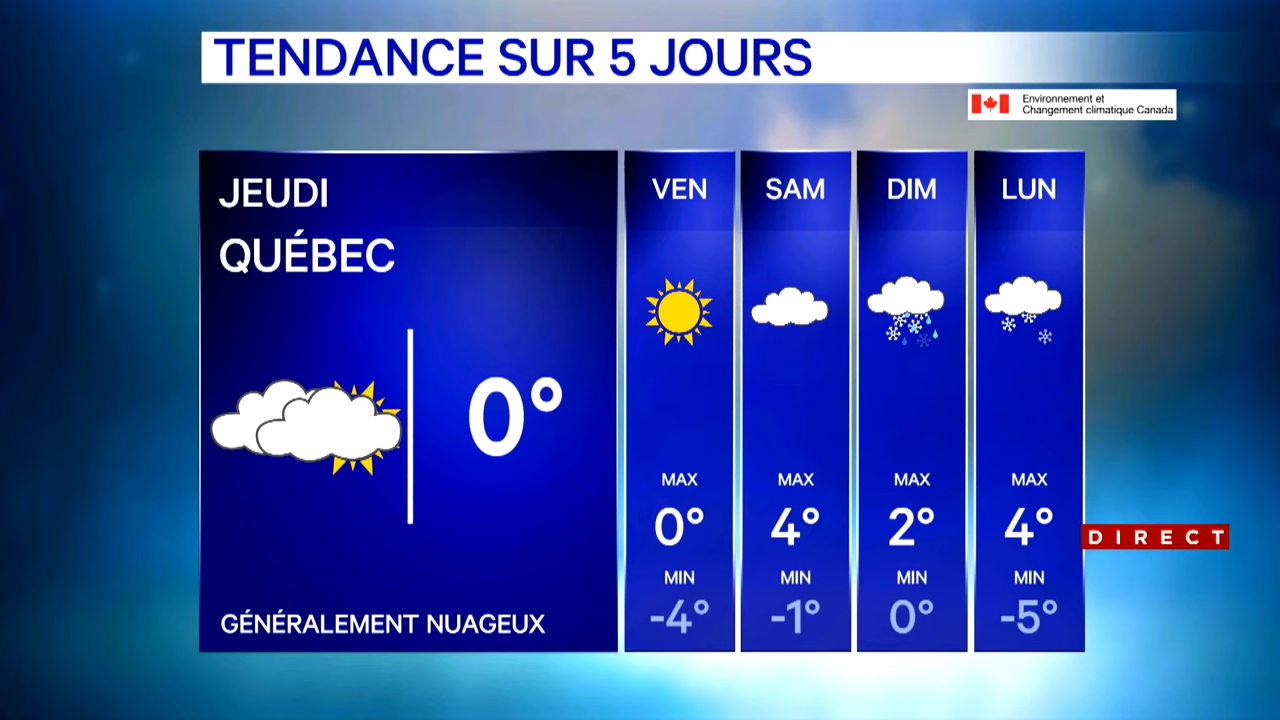 TENDANCE SUR 5 JOURS
Environnement et
Changement climatique Canada
JEUDI
QUÉBEC
0°
GÉNÉRALEMENT NUAGEUX
VEN
MAX
0°
MIN
-4°
SAM
MAX
4°
MIN
-1°
DIM
MAX
2°
MIN
0°
LUN
MAX
4°
MIN
-5°
DIRECT